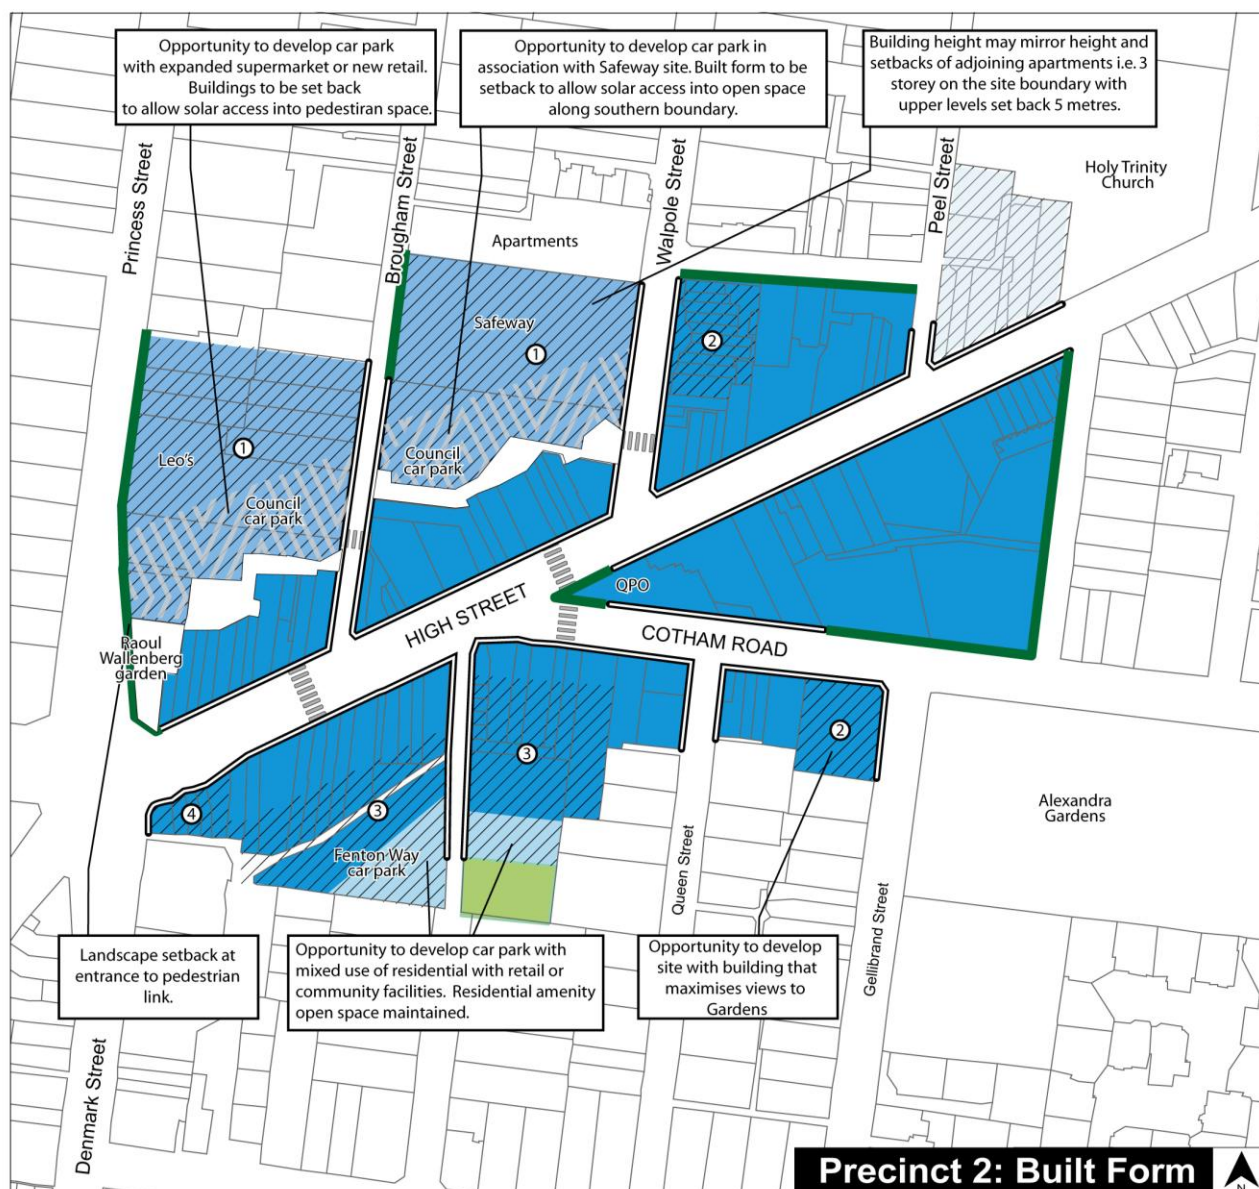 Opportunity to develop car park
with expanded supermarket or new retail.
Buildings to be set back
to allow solar access into pedestiran space.
Opportunity to develop car park in
association with Safeway site. Built form to be
setback to allow solar access into open space
along southern boundary.
Building height may mirror height and
setbacks of adjoining apartments i.e. 3
storey on the site boundary with
upper levels set back 5 metres.
Princess Street
Brougham Street
Walpole Street
Peel Street
Holy Trinity
Church
Apartments
Safeway
1
2
Leo's
1
Council
car park
Council
car park
QPO
HIGH STREET
COTHAM ROAD
Raoul
Wallenberg
garden
2
3
3
4
Fenton Way
car park
Alexandra
Gardens
Queen Street
Gellibrand Street
Denmark Street
Landscape setback at
entrance to pedestrian
link.
Opportunity to develop car park with
mixed use of residential with retail or
community facilities. Residential amenity
open space maintained.
Opportunity to develop
site with building that
maximises views to
Gardens
Precinct 2: Built Form
N